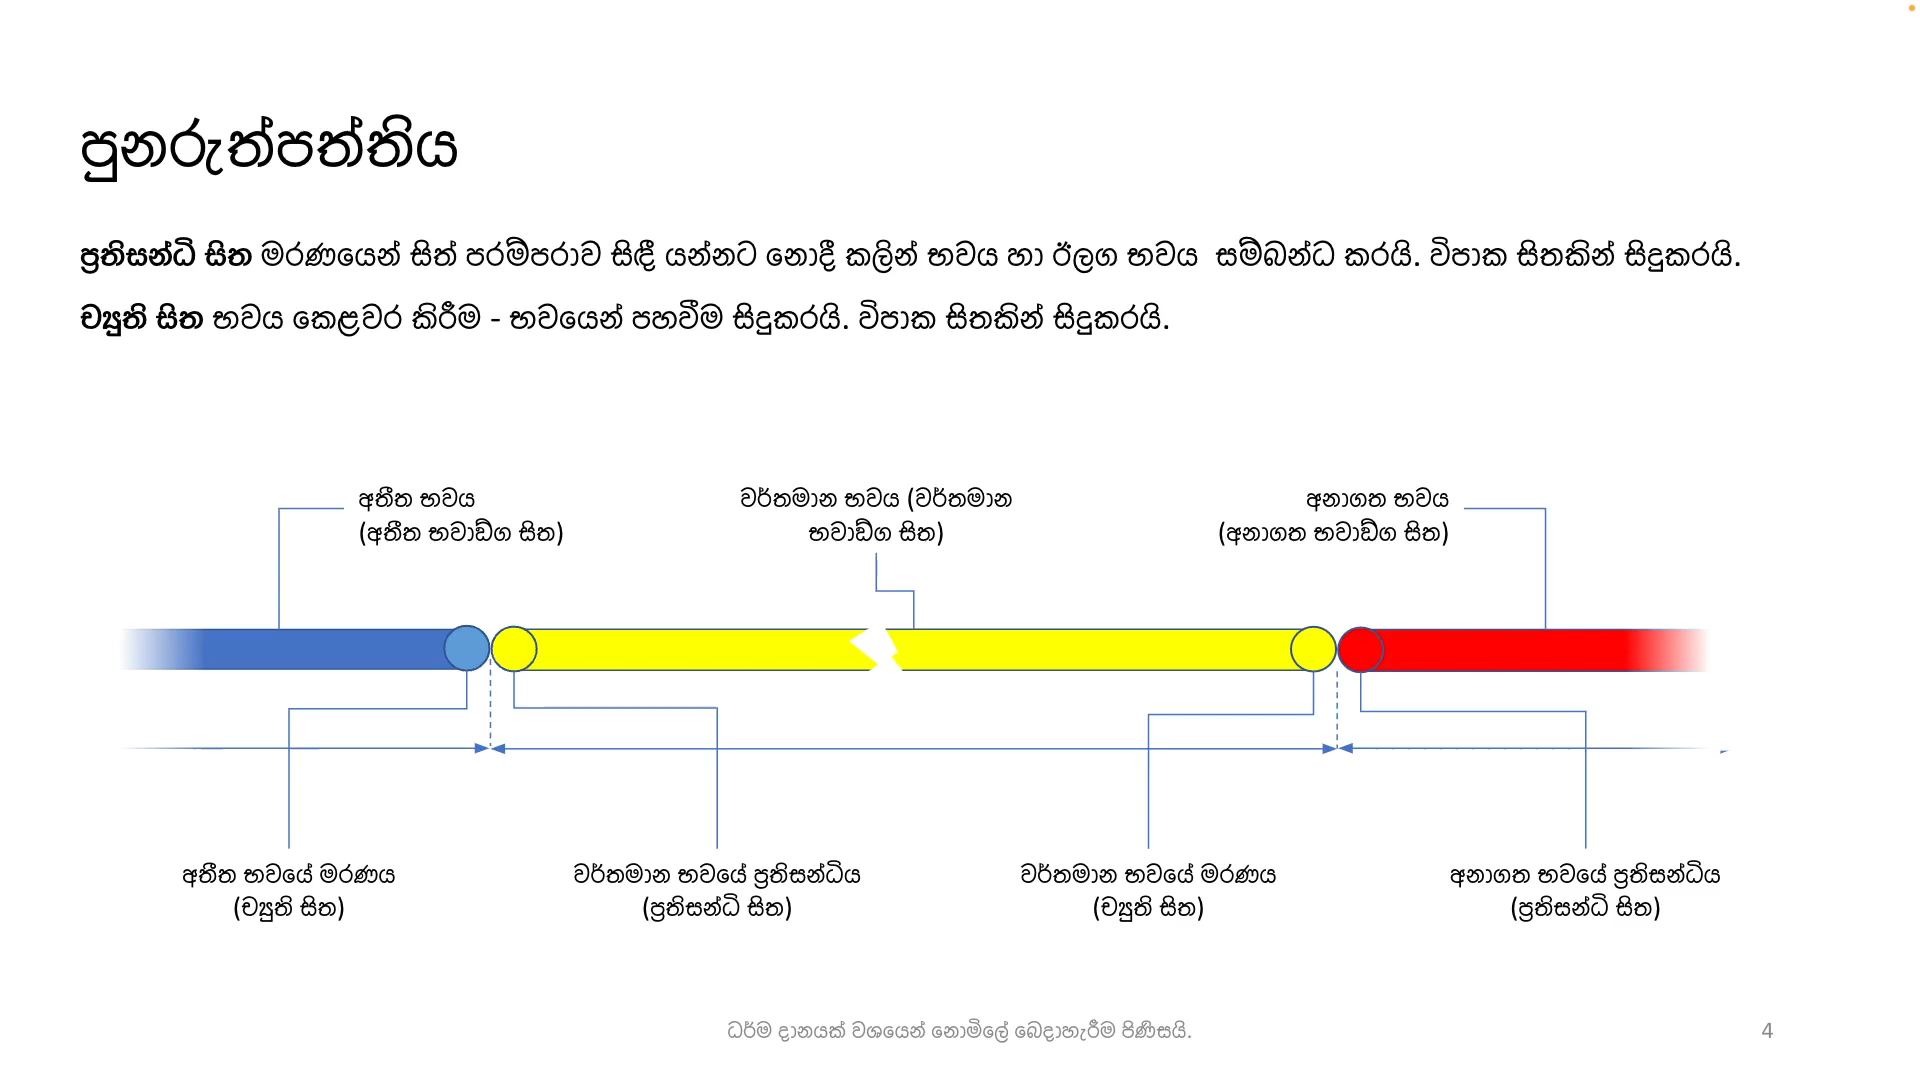 පුනරුත්පත්තිය
ප්‍රතිසන්ධි සිත මරණයෙන් සිත් පරම්පරාව සිඳී යන්නට නොදී කලින් භවය හා ඊලග භවය  සම්බන්ධ කරයි. විපාක සිතකින් සිදුකරයි.
ච්‍යුති සිත භවය කෙළවර කිරීම - භවයෙන් පහවීම සිදුකරයි. විපාක සිතකින් සිදුකරයි.
අතීත භවය
(අතීත භවාඩ්ග සිත)
වර්තමාන භවය (වර්තමාන
භවාඩ්ග සිත)
අනාගත භවය
(අනාගත භවාඩ්ග සිත)
අතීත භවයේ මරණය
(ච්‍යුති සිත)
වර්තමාන භවයේ ප්‍රතිසන්ධිය
(ප්‍රතිසන්ධි සිත)
වර්තමාන භවයේ මරණය
(ච්‍යුති සිත)
අනාගත භවයේ ප්‍රතිසන්ධිය
(ප්‍රතිසන්ධි සිත)
ධර්ම දානයක් වශයෙන් නොමිලේ බෙදාහැරීම පිණිසයි.
4